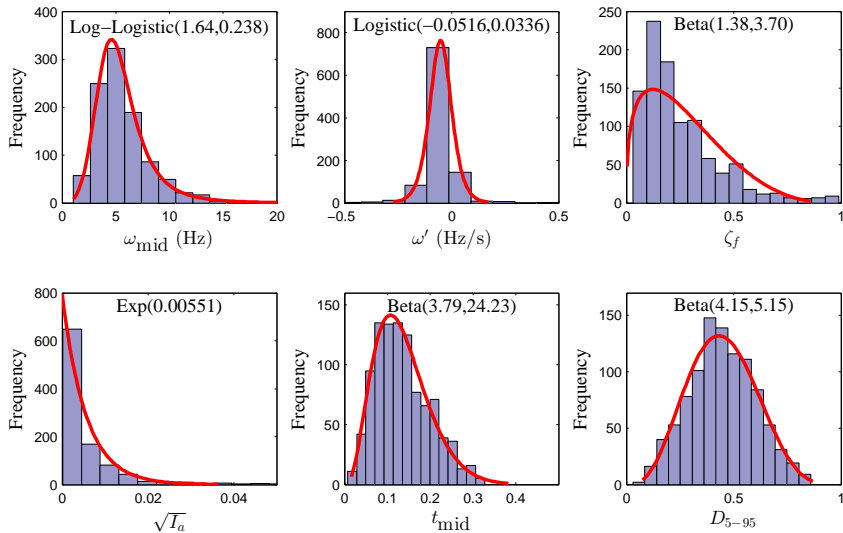 Log−Logistic(1.64,0.238)
Frequency
400
300
200
100
0
0 5 10 15 20
ω_mid (Hz)
Logistic(−0.0516,0.0336)
Frequency
800
600
400
200
0
−0.5 0 0.5
ω′ (Hz/s)
Beta(1.38,3.70)
Frequency
250
200
150
100
50
0
0 0.5 1
ζ_f
Exp(0.00551)
Frequency
800
600
400
200
0
0 0.02 0.04
√I_a
Beta(3.79,24.23)
Frequency
150
100
50
0
0 0.1 0.2 0.3 0.4
t_mid
Beta(4.15,5.15)
Frequency
150
100
50
0
0 0.5 1
D_5−95